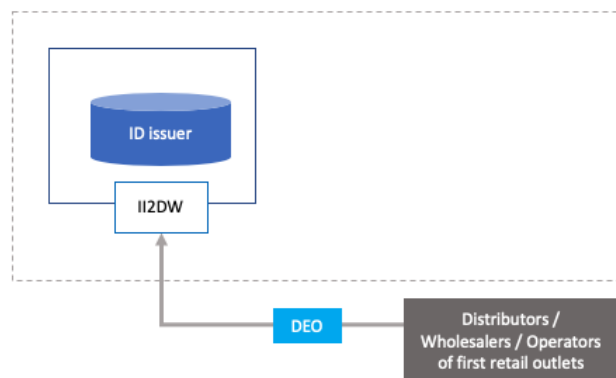 ID issuer
II2DW
DEO
Distributors /
Wholesalers / Operators
of first retail outlets